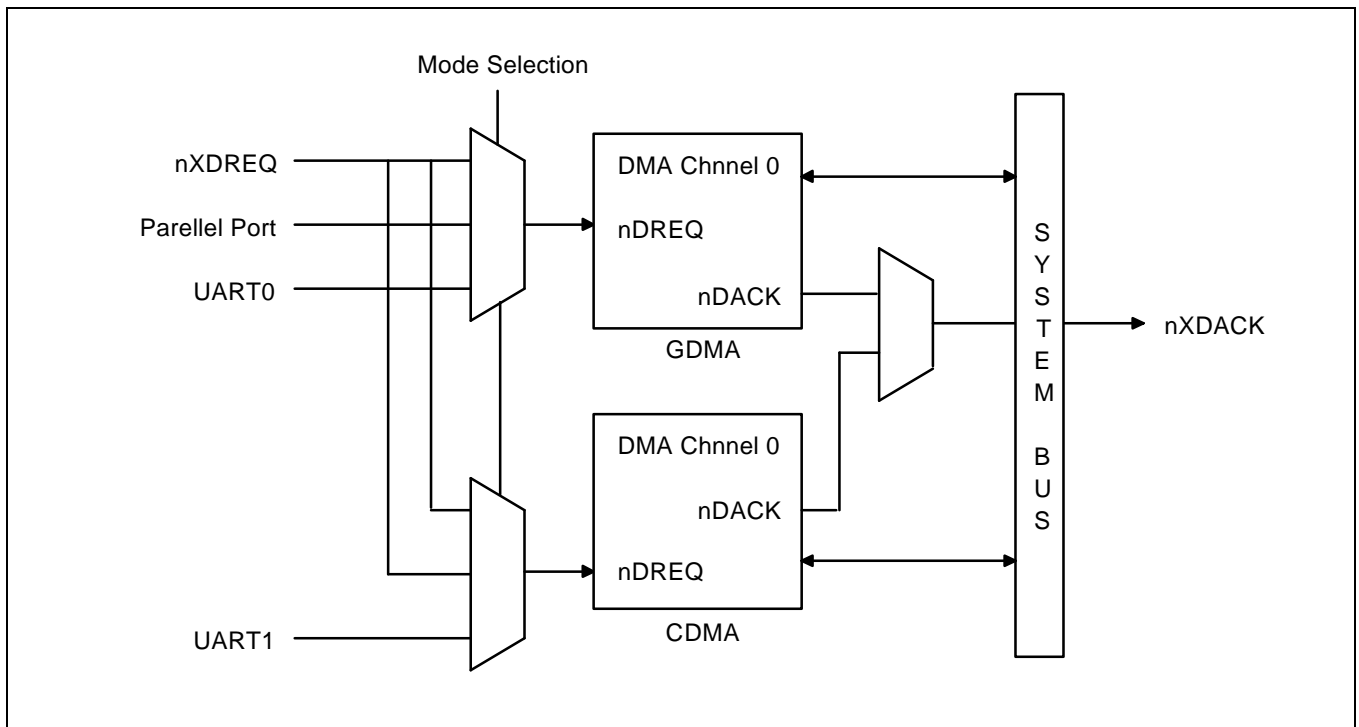 Mode Selection
nXDREQ
Parellel Port
UART0
DMA Chnnel 0
nDREQ
nDACK
GDMA
DMA Chnnel 0
nDACK
nDREQ
CDMA
UART1
S
Y
S
T
E
M
B
U
S
nXDACK